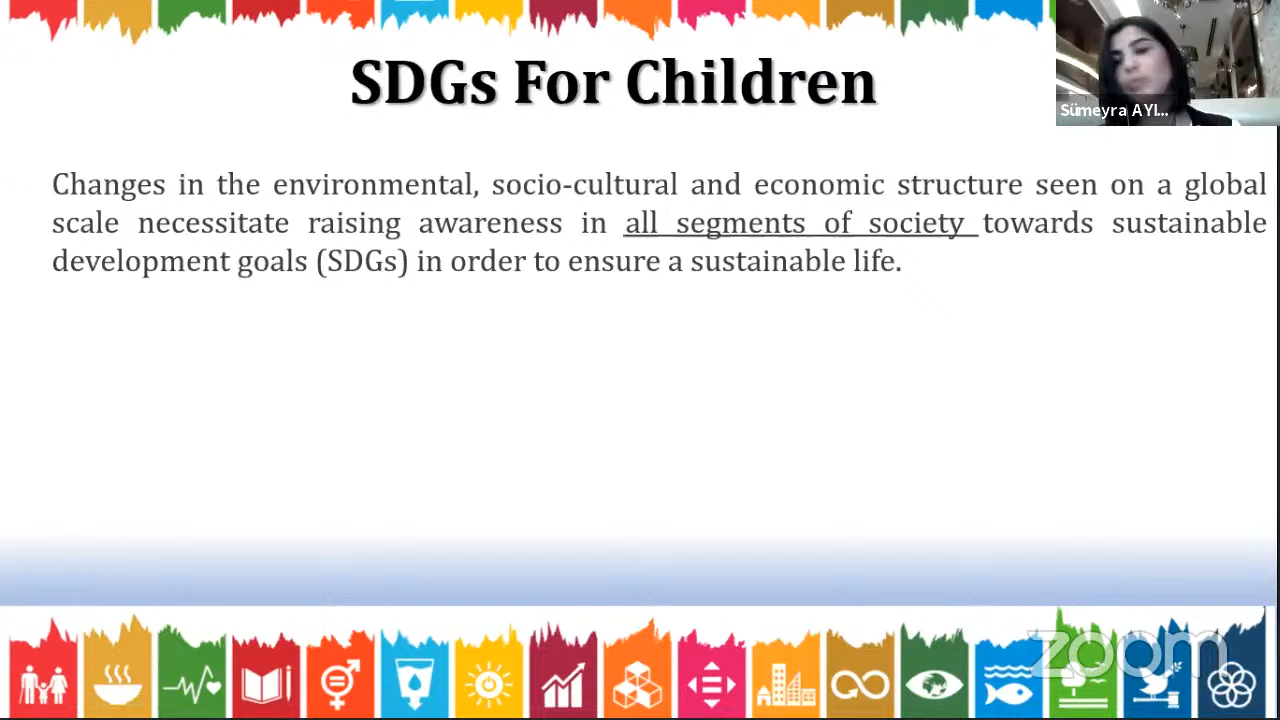 SDGs For Children
Sümeyra AYI...
Changes in the environmental, socio-cultural and economic structure seen on a global
scale necessitate raising awareness in all segments of society towards sustainable
development goals (SDGs) in order to ensure a sustainable life.
zoom